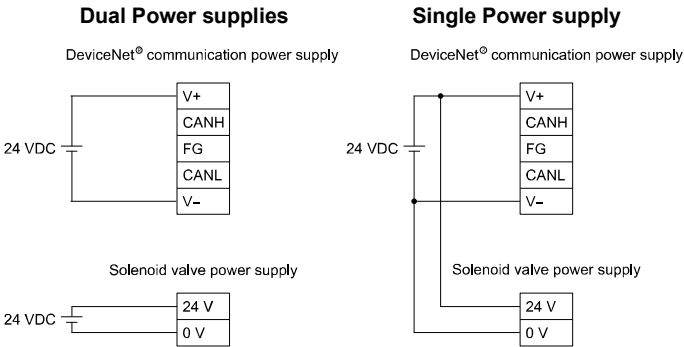 Dual Power supplies
DeviceNet® communication power supply
V+
CANH
24 VDC
FG
CANL
V–
Solenoid valve power supply
24 V
24 VDC
0 V
Single Power supply
DeviceNet® communication power supply
V+
CANH
24 VDC
FG
CANL
V–
Solenoid valve power supply
24 V
0 V